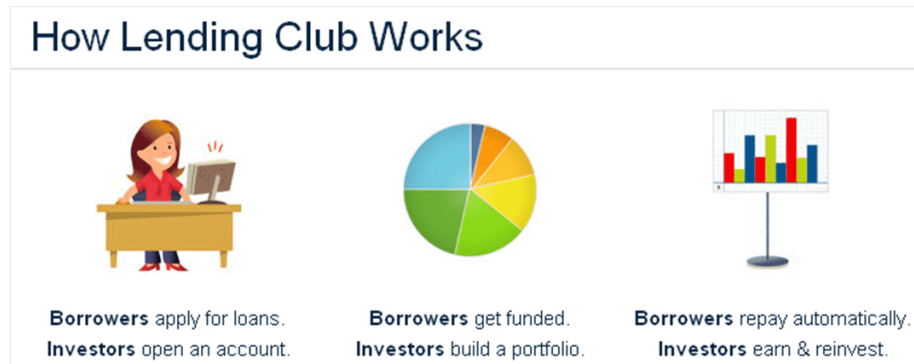 How Lending Club Works
Borrowers apply for loans.
Investors open an account.
Borrowers get funded.
Investors build a portfolio.
Borrowers repay automatically.
Investors earn & reinvest.